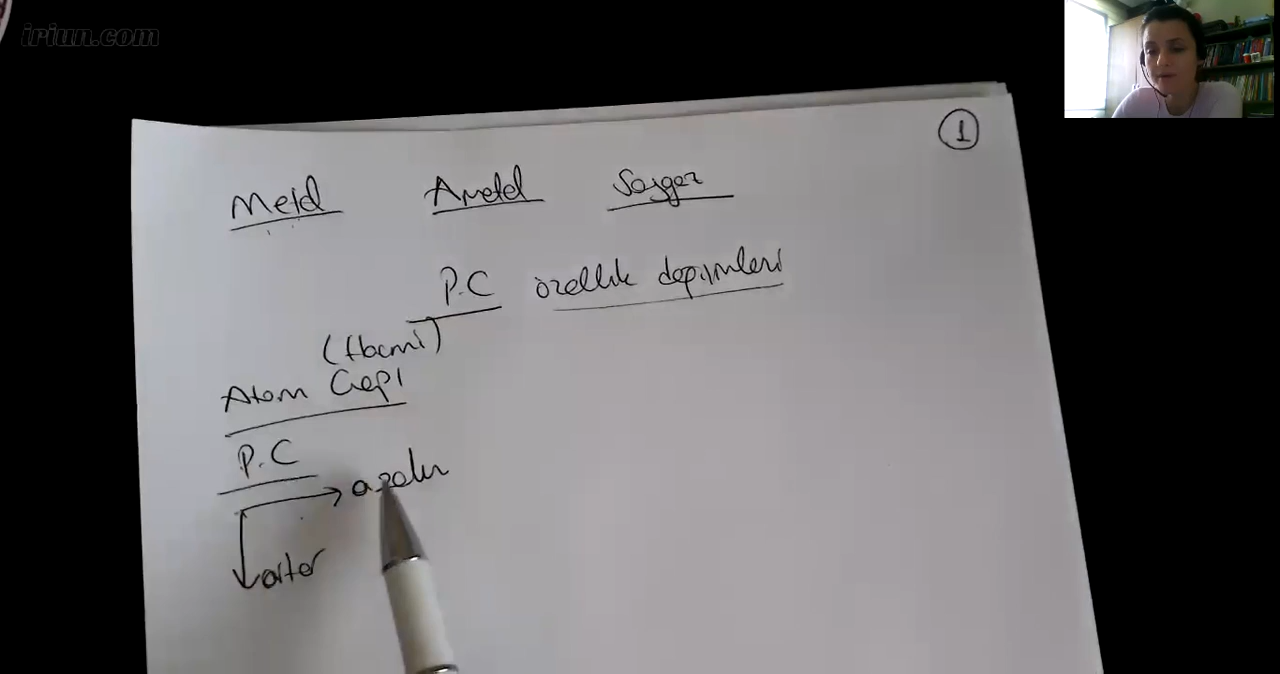 iriun.com
1
Metal Ametal Soygaz
P.C özellik değişimleri
(Hacmi)
Atom Çapı
P.C
azalır
artar